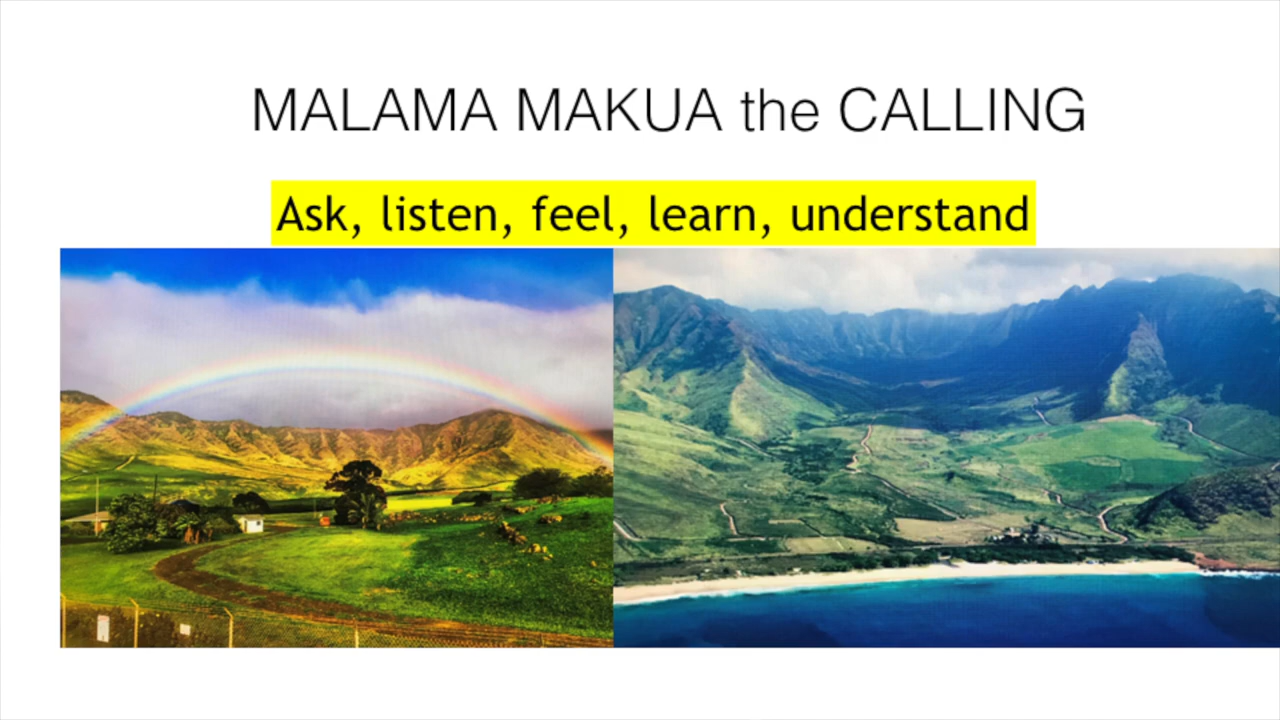 MALAMA MAKUA the CALLING
Ask, listen, feel, learn, understand